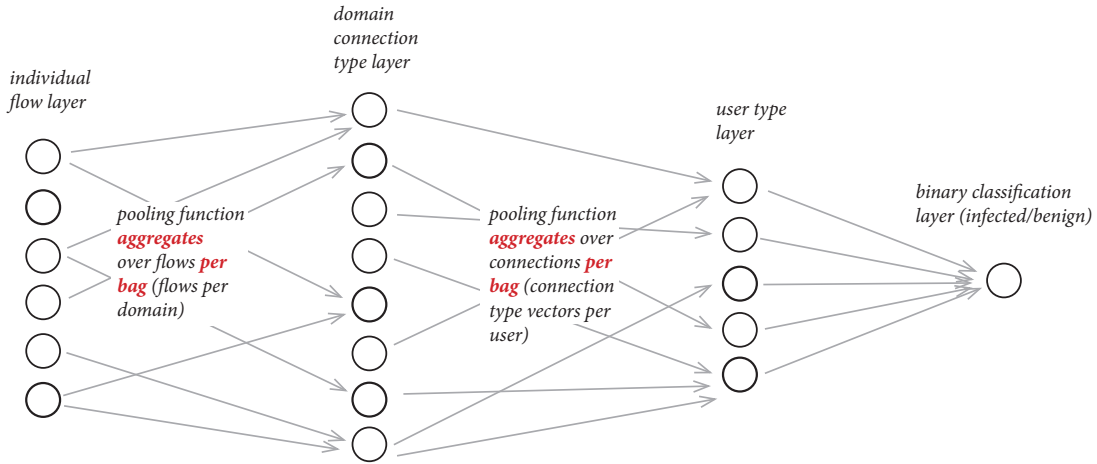 individual
flow layer
domain
connection
type layer
pooling function
aggregates
over flows per
bag (flows per
domain)
pooling function
aggregates over
connections per
bag (connection
type vectors per
user)
user type
layer
binary classification
layer (infected/benign)